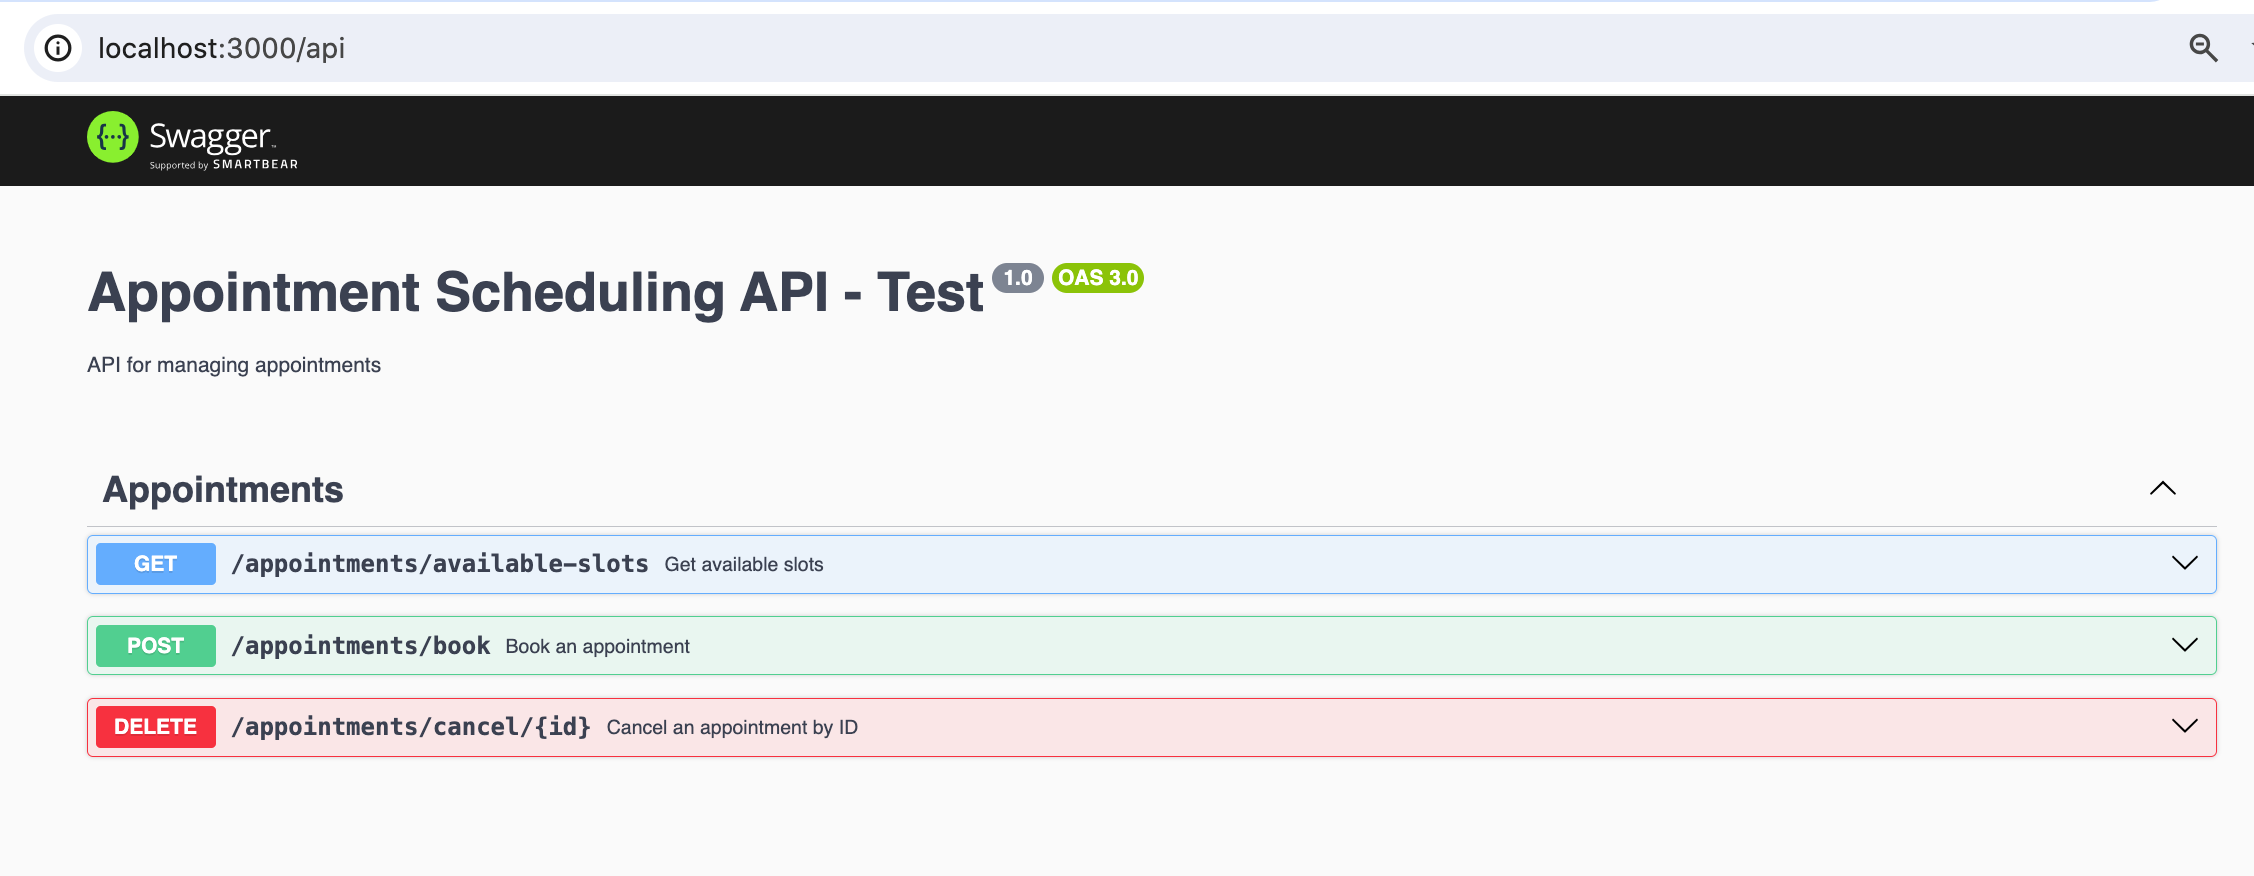 localhost:3000/api
{···} Swagger™
Supported by SMARTBEAR
Appointment Scheduling API - Test 1.0 OAS 3.0
API for managing appointments
Appointments
GET /appointments/available-slots Get available slots
POST /appointments/book Book an appointment
DELETE /appointments/cancel/{id} Cancel an appointment by ID